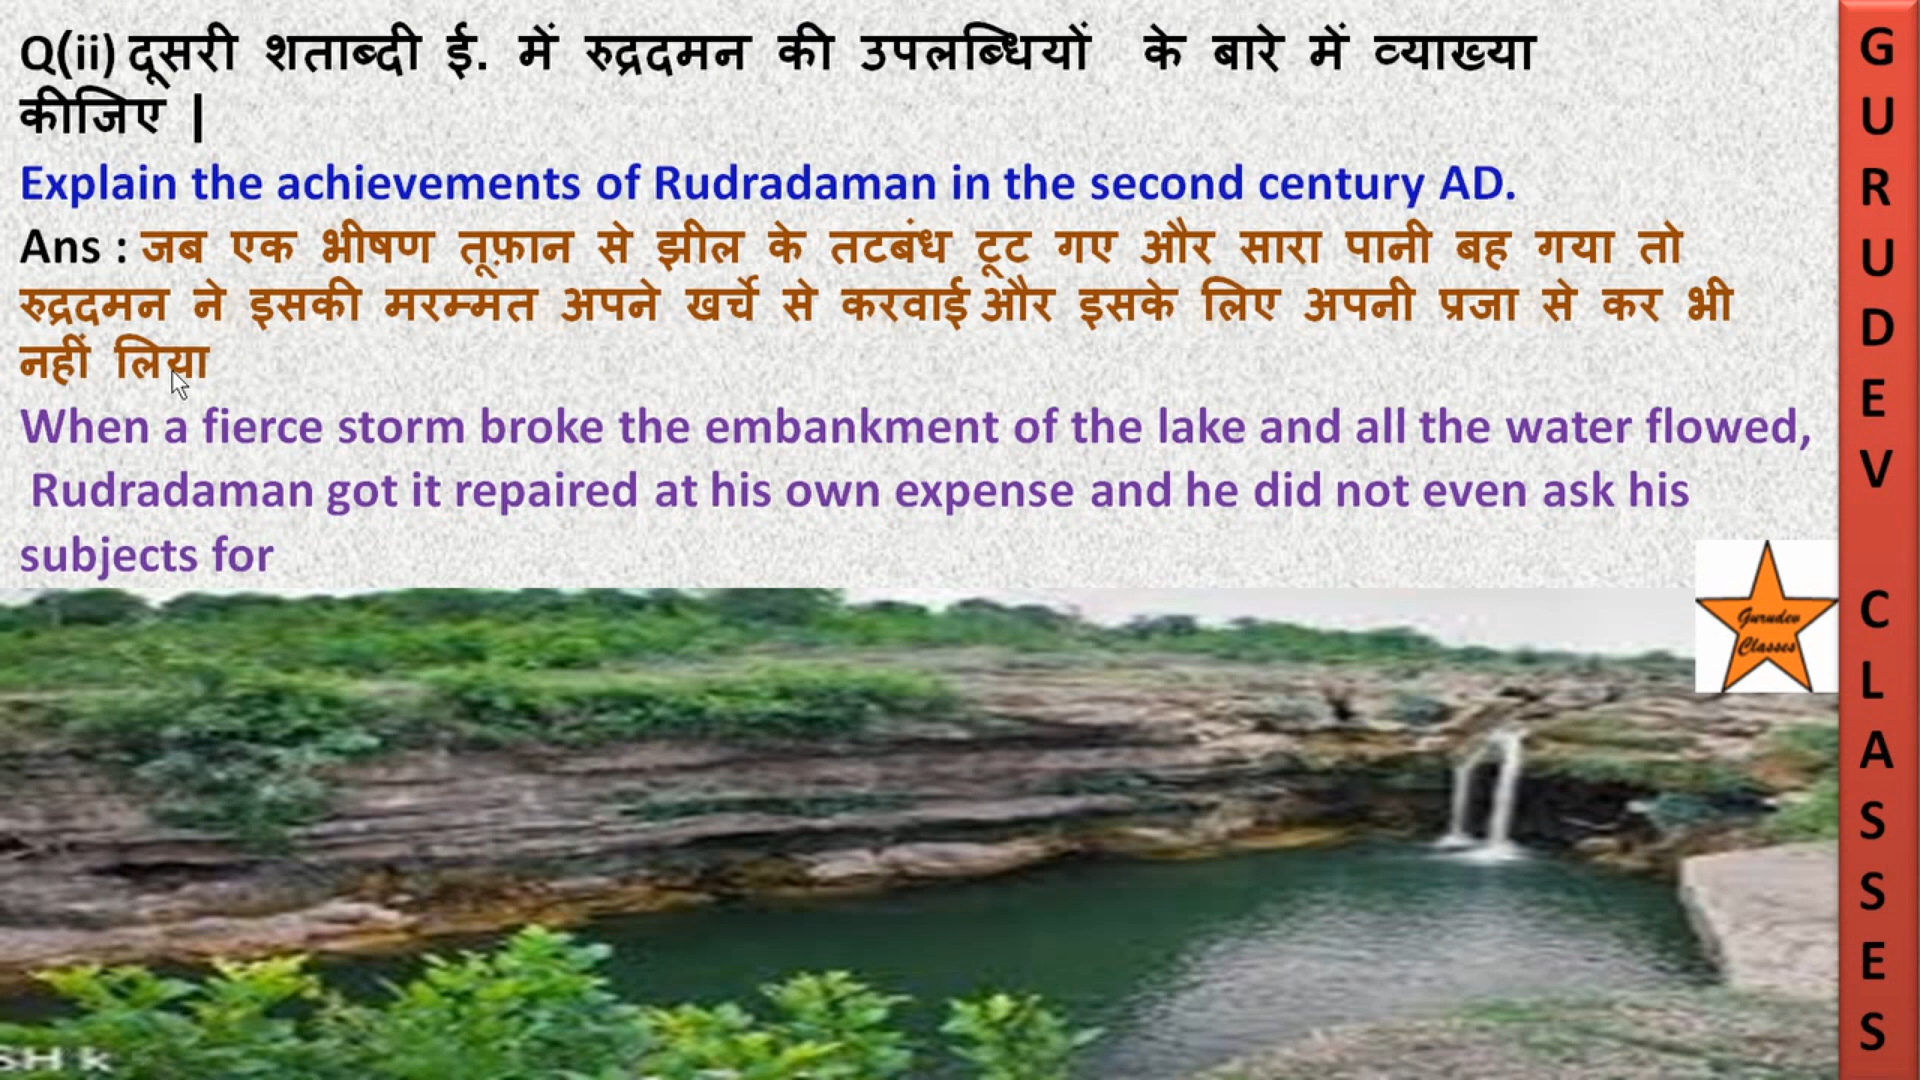 Q(ii) दूसरी शताब्दी ई. में रुद्रदमन की उपलब्धियों के बारे में व्याख्या
कीजिए |
Explain the achievements of Rudradaman in the second century AD.
Ans : जब एक भीषण तूफ़ान से झील के तटबंध टूट गए और सारा पानी बह गया तो
रुद्रदमन ने इसकी मरम्मत अपने खर्चे से करवाई और इसके लिए अपनी प्रजा से कर भी
नहीं लिया
When a fierce storm broke the embankment of the lake and all the water flowed,
Rudradaman got it repaired at his own expense and he did not even ask his
subjects for
Gurudev
Classes
SH k
GURUDEV CLASSES